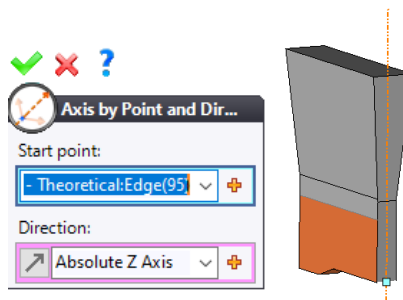 ?
Axis by Point and Dir...
Start point:
- Theoretical:Edge(95)
Direction:
Absolute Z Axis